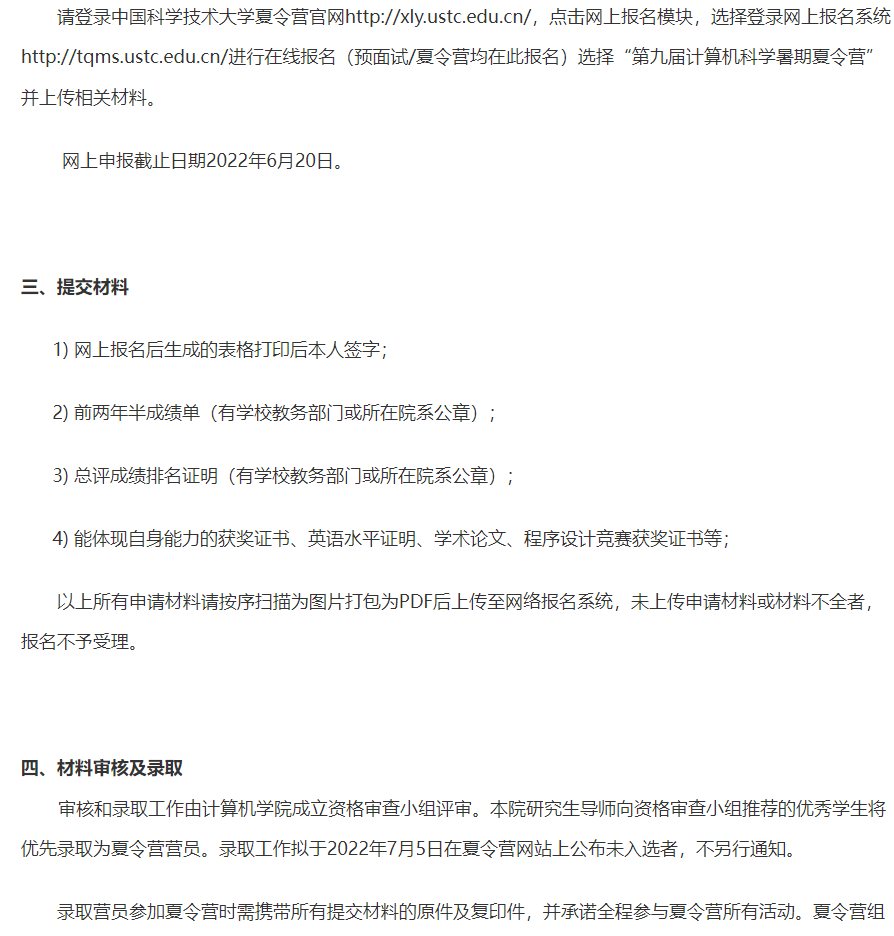 请登录中国科学技术大学夏令营官网http://xly.ustc.edu.cn/，点击网上报名模块，选择登录网上报名系统
http://tqms.ustc.edu.cn/进行在线报名（预面试/夏令营均在此报名）选择“第九届计算机科学暑期夏令营”
并上传相关材料。
网上申报截止日期2022年6月20日。
三、提交材料
1) 网上报名后生成的表格打印后本人签字；
2) 前两年半成绩单（有学校教务部门或所在院系公章）；
3) 总评成绩排名证明（有学校教务部门或所在院系公章）；
4) 能体现自身能力的获奖证书、英语水平证明、学术论文、程序设计竞赛获奖证书等；
以上所有申请材料请按序扫描为图片打包为PDF后上传至网络报名系统，未上传申请材料或材料不全者，
报名不予受理。
四、材料审核及录取
审核和录取工作由计算机学院成立资格审查小组评审。本院研究生导师向资格审查小组推荐的优秀学生将
优先录取为夏令营营员。录取工作拟于2022年7月5日在夏令营网站上公布未入选者，不另行通知。
录取营员参加夏令营时需携带所有提交材料的原件及复印件，并承诺全程参与夏令营所有活动。夏令营组